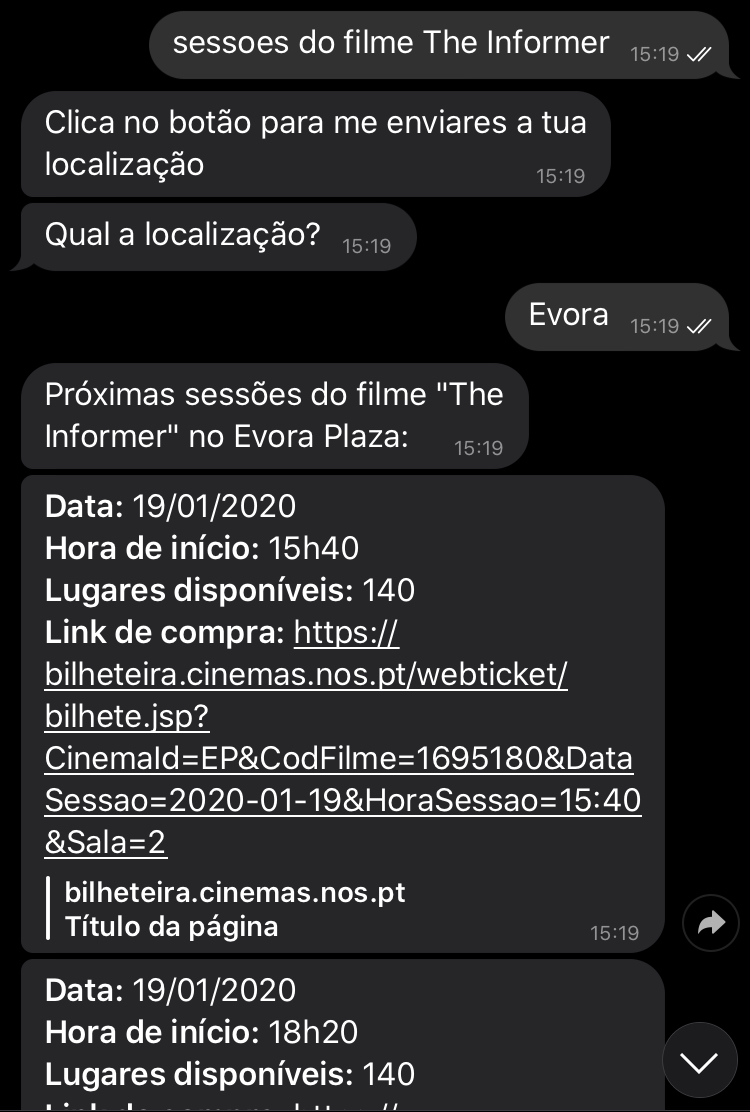 sessoes do filme The Informer 15:19
Clica no botão para me enviares a tua
localização 15:19
Qual a localização? 15:19
Evora 15:19
Próximas sessões do filme "The
Informer" no Evora Plaza: 15:19
Data: 19/01/2020
Hora de início: 15h40
Lugares disponíveis: 140
Link de compra: https://
bilheteira.cinemas.nos.pt/webticket/
bilhete.jsp?
CinemaId=EP&CodFilme=1695180&Data
Sessao=2020-01-19&HoraSessao=15:40
&Sala=2
bilheteira.cinemas.nos.pt
Título da página 15:19
Data: 19/01/2020
Hora de início: 18h20
Lugares disponíveis: 140